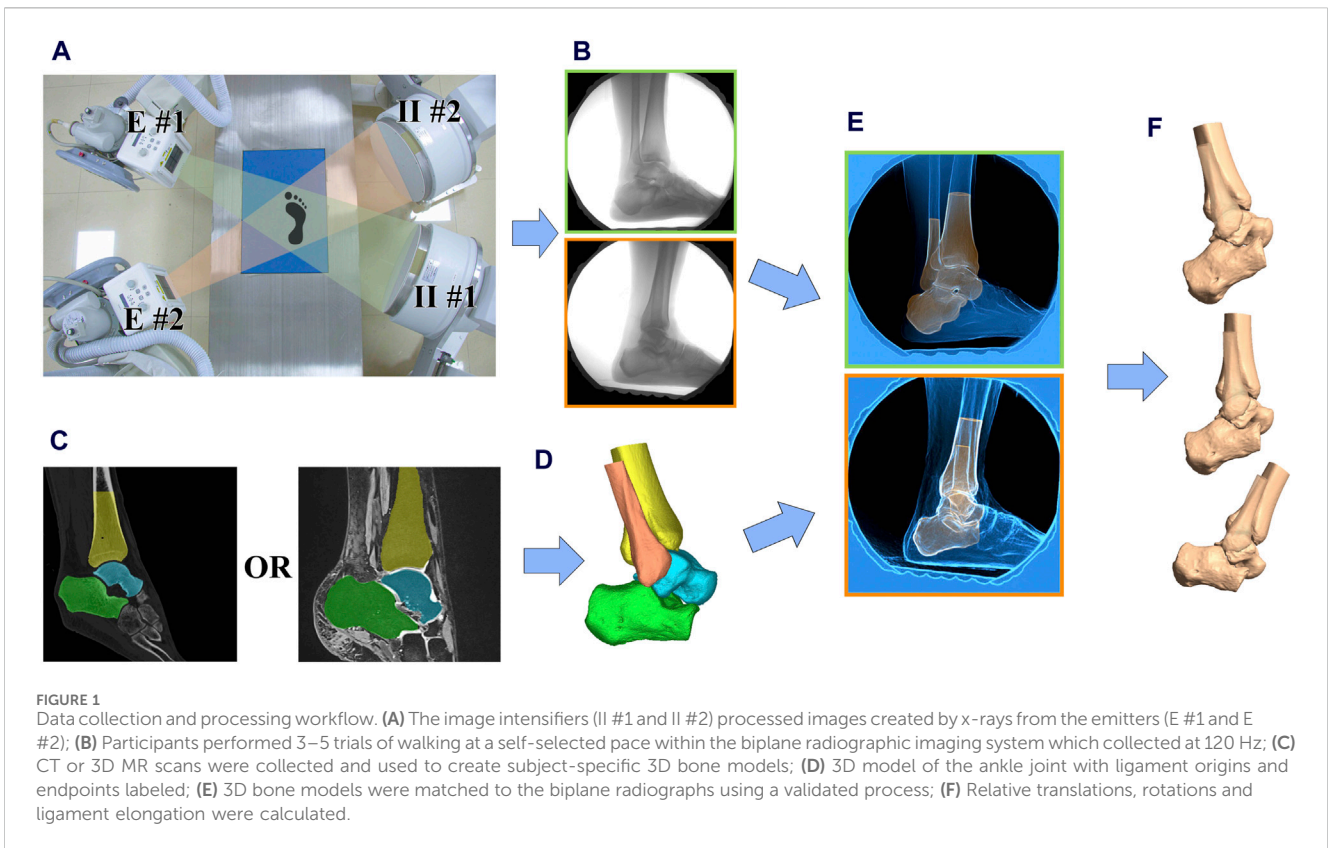 A
B
E #1
II #2
E
F
E #2
II #1
C
D
OR
FIGURE 1
Data collection and processing workflow. (A) The image intensifiers (II #1 and II #2) processed images created by x-rays from the emitters (E #1 and E
#2); (B) Participants performed 3–5 trials of walking at a self-selected pace within the biplane radiographic imaging system which collected at 120 Hz; (C)
CT or 3D MR scans were collected and used to create subject-specific 3D bone models; (D) 3D model of the ankle joint with ligament origins and
endpoints labeled; (E) 3D bone models were matched to the biplane radiographs using a validated process; (F) Relative translations, rotations and
ligament elongation were calculated.